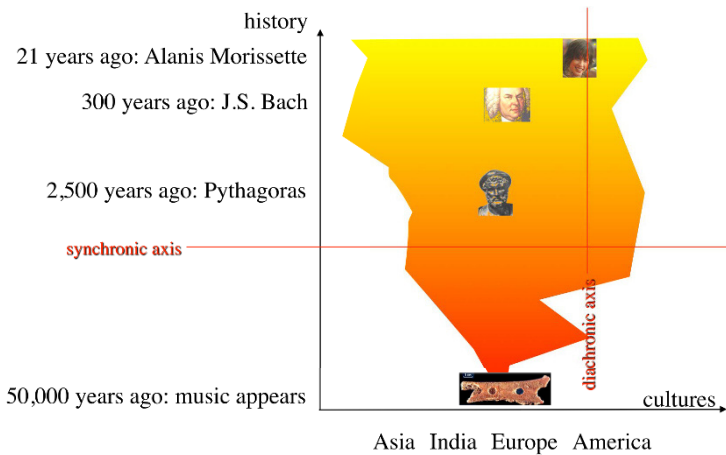 history
21 years ago: Alanis Morissette
300 years ago: J.S. Bach
2,500 years ago: Pythagoras
synchronic axis
diachronic axis
50,000 years ago: music appears
cultures
Asia India Europe America